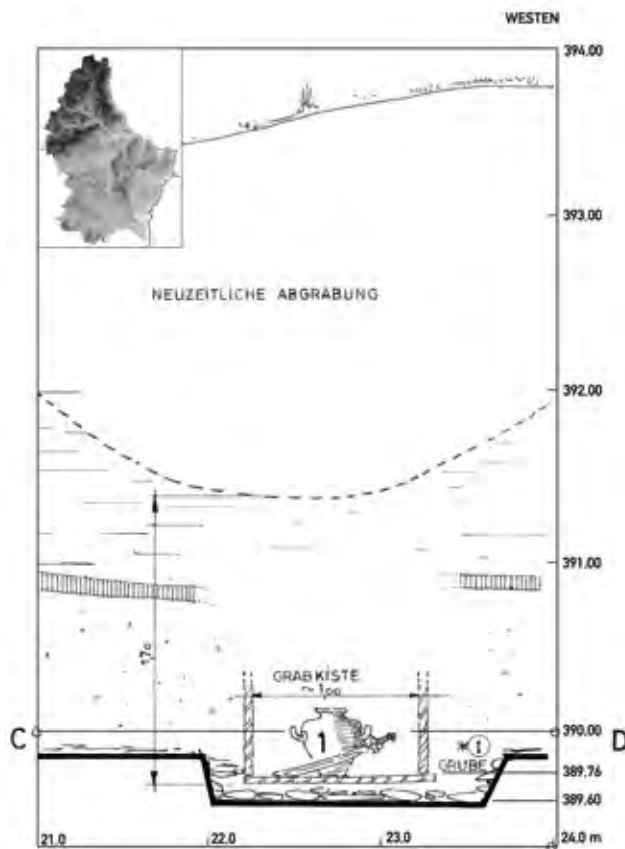 WESTEN
394.00
393.00
NEUZEITLICHE ABGRABUNG
392.00
391.00
1,70
GRABKISTE
~ 1,00
C
1
I
390.00
D
GRUBE
389.76
389.60
21.0
22.0
23.0
24.0 m